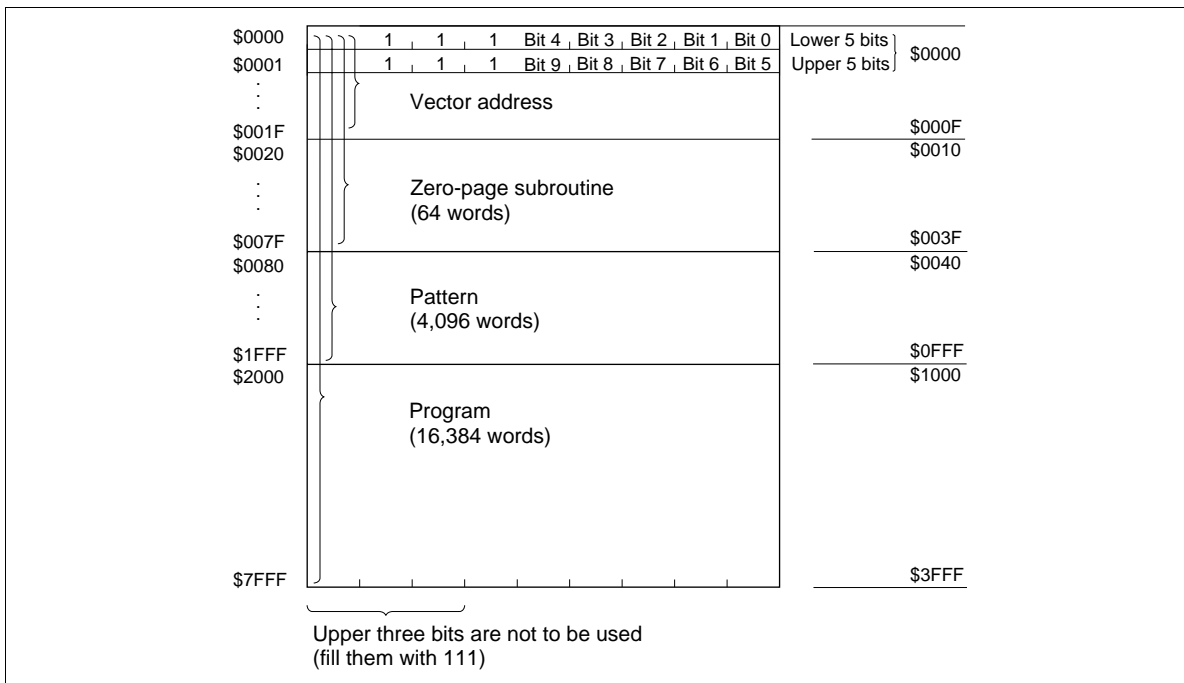 $0000 1 1 1 Bit 4 Bit 3 Bit 2 Bit 1 Bit 0 Lower 5 bits
$0001 1 1 1 Bit 9 Bit 8 Bit 7 Bit 6 Bit 5 Upper 5 bits $0000
Vector address
$001F $000F
$0020 $0010
Zero-page subroutine
(64 words)
$007F $003F
$0080 $0040
Pattern
(4,096 words)
$1FFF $0FFF
$2000 $1000
Program
(16,384 words)
$7FFF $3FFF
Upper three bits are not to be used
(fill them with 111)